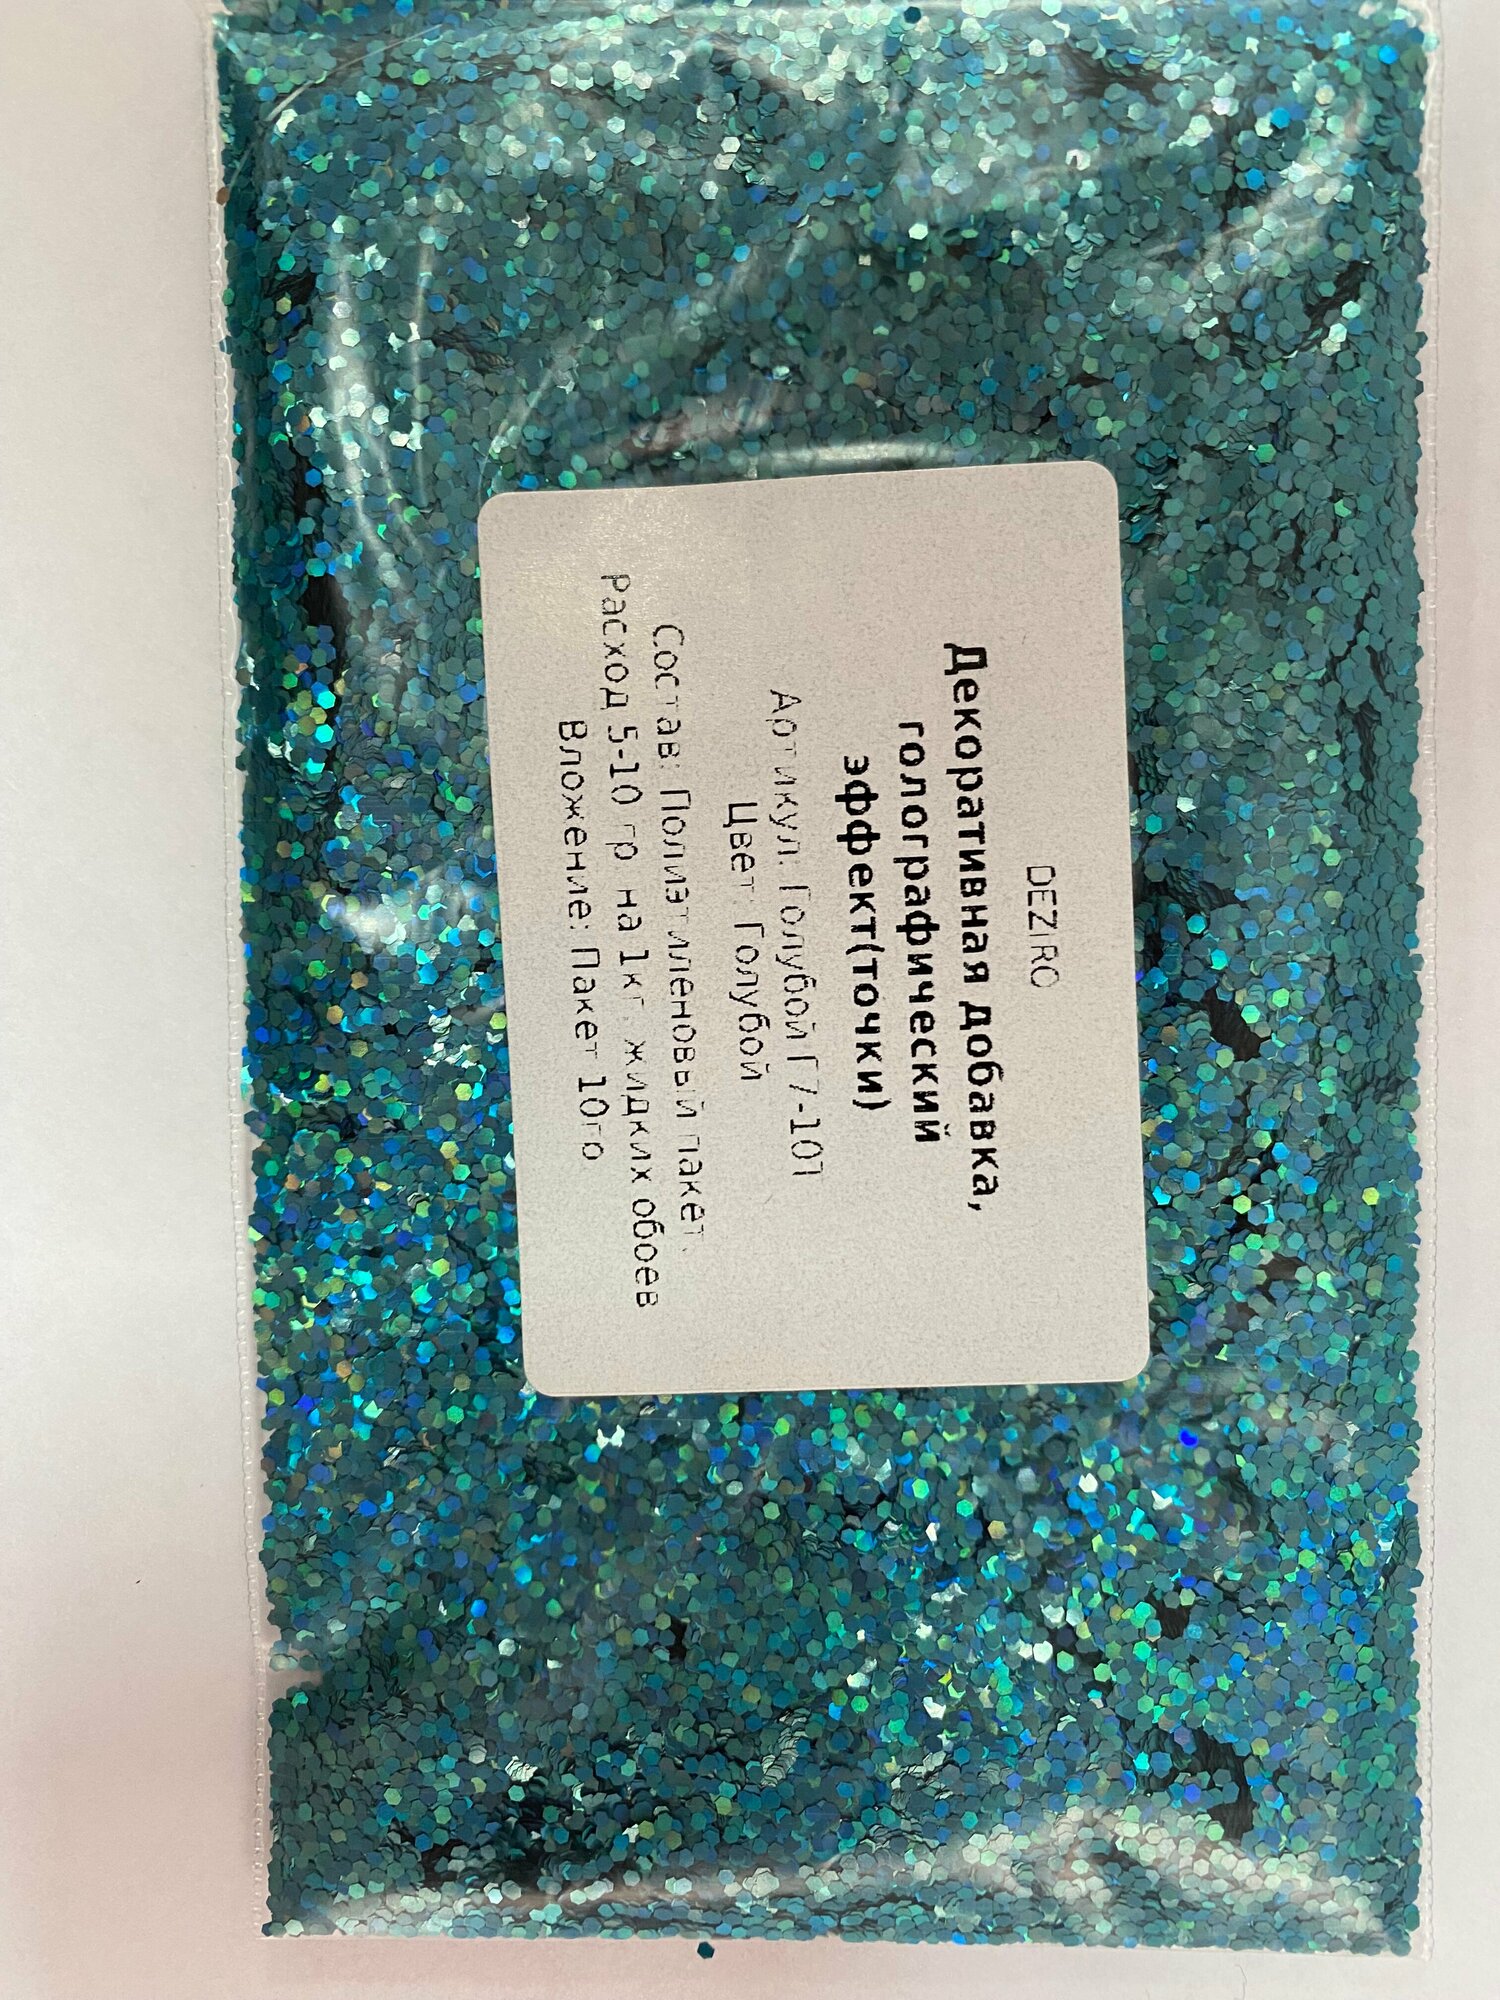 DEZIRO
Декоративная добавка,
голографический
эффект(точки)
Артикул: Голубой Г7-107
Цвет: Голубой
Состав: Полиэтиленовый пакет.
Расход 5-10 гр на 1кг. жидких обоев
Вложение: Пакет 10гр